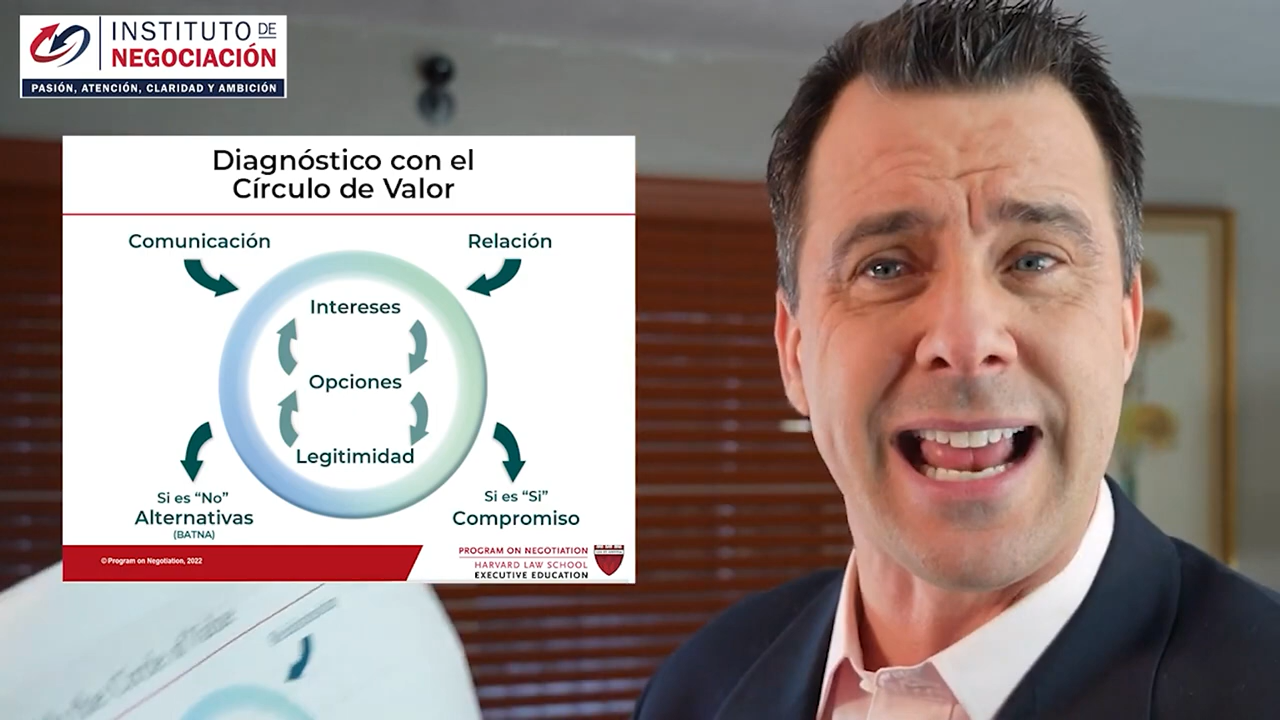 INSTITUTO DE
NEGOCIACIÓN
PASIÓN, ATENCIÓN, CLARIDAD Y AMBICIÓN
Diagnóstico con el
Círculo de Valor
Comunicación
Relación
Intereses
Opciones
Legitimidad
Si es “No”
Alternativas
(BATNA)
Si es “Si”
Compromiso
© Program on Negotiation, 2022
PROGRAM ON NEGOTIATION
HARVARD LAW SCHOOL
EXECUTIVE EDUCATION